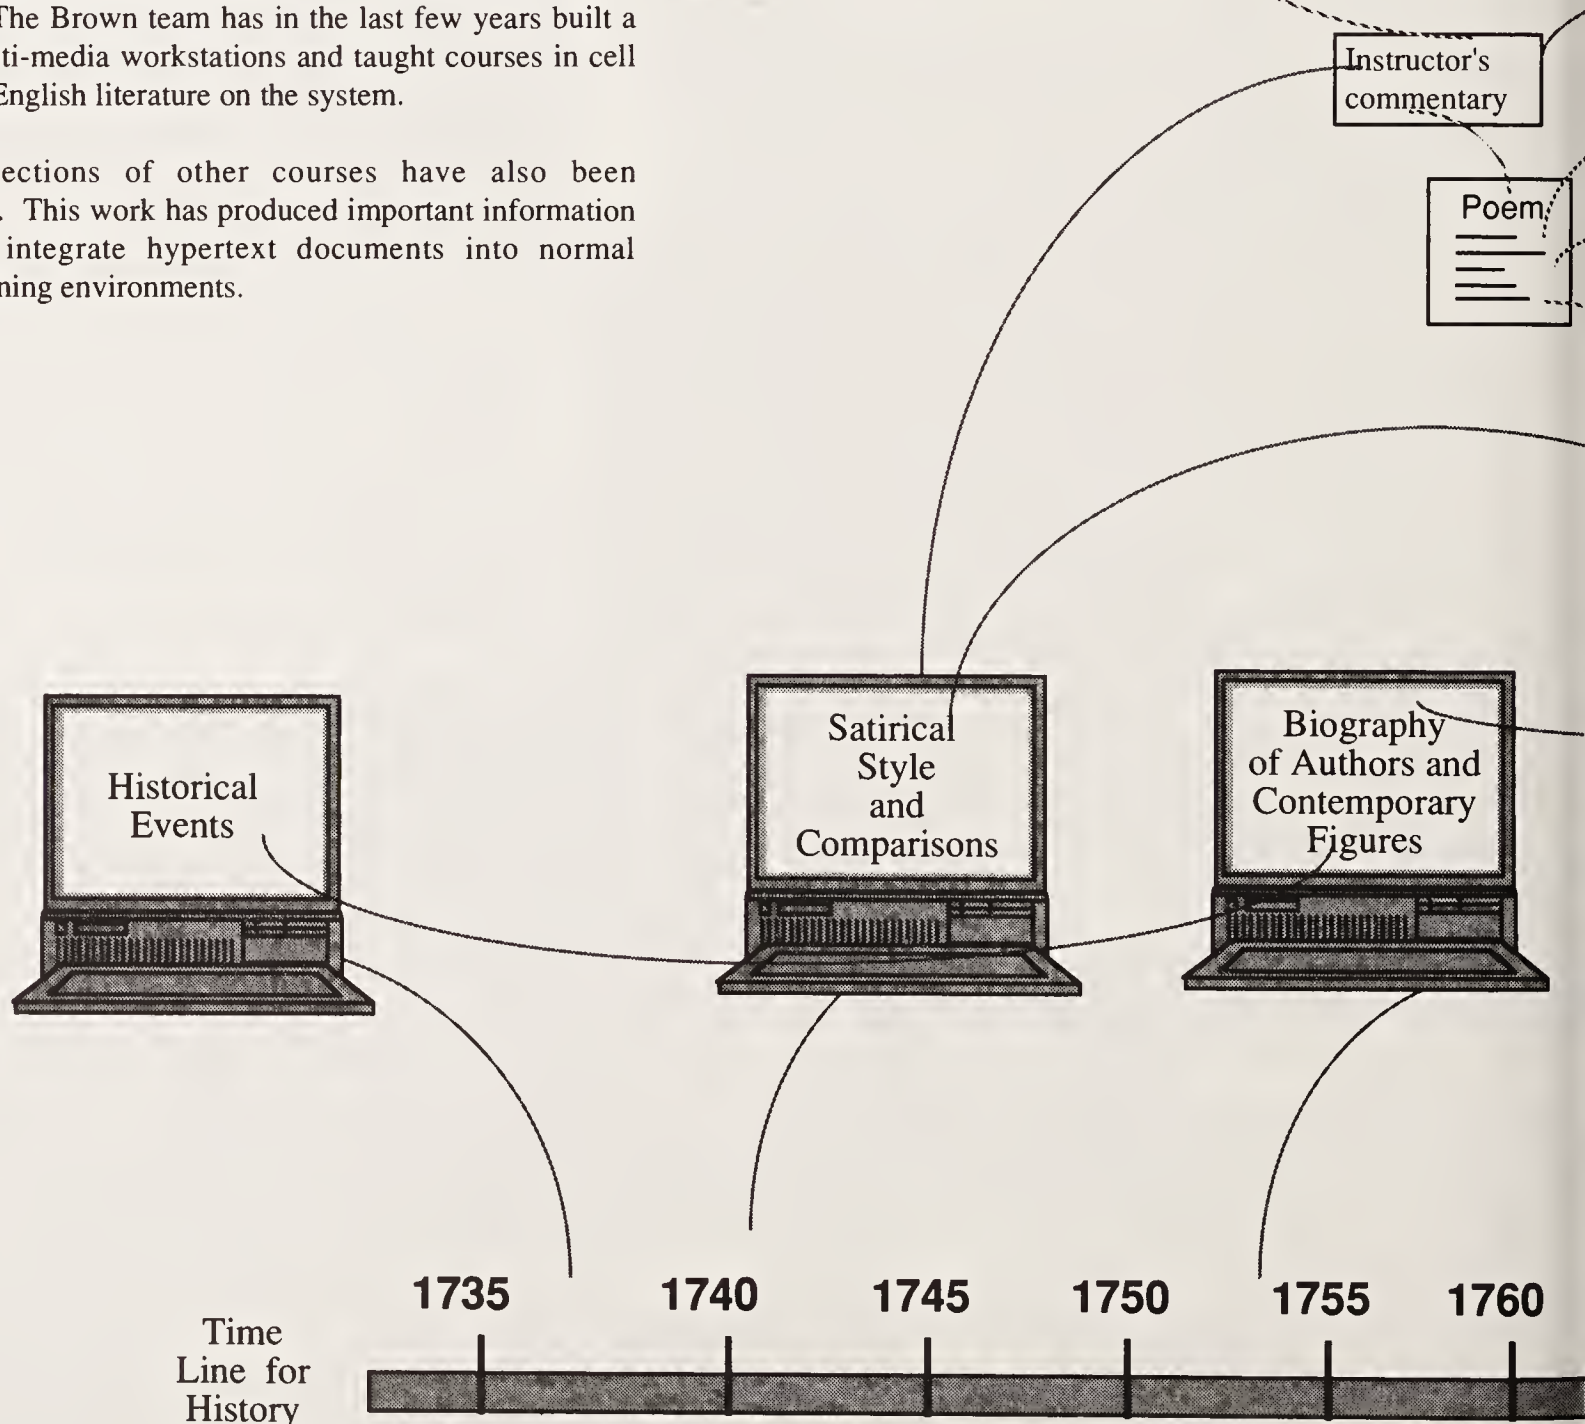 The Brown team has in the last few years built a
ti-media workstations and taught courses in cell
English literature on the system.
ections of other courses have also been
. This work has produced important information
integrate hypertext documents into normal
ning environments.
Instructor's
commentary
Poem
Historical
Events
Satirical
Style
and
Comparisons
Biography
of Authors and
Contemporary
Figures
1735 1740 1745 1750 1755 1760
Time
Line for
History